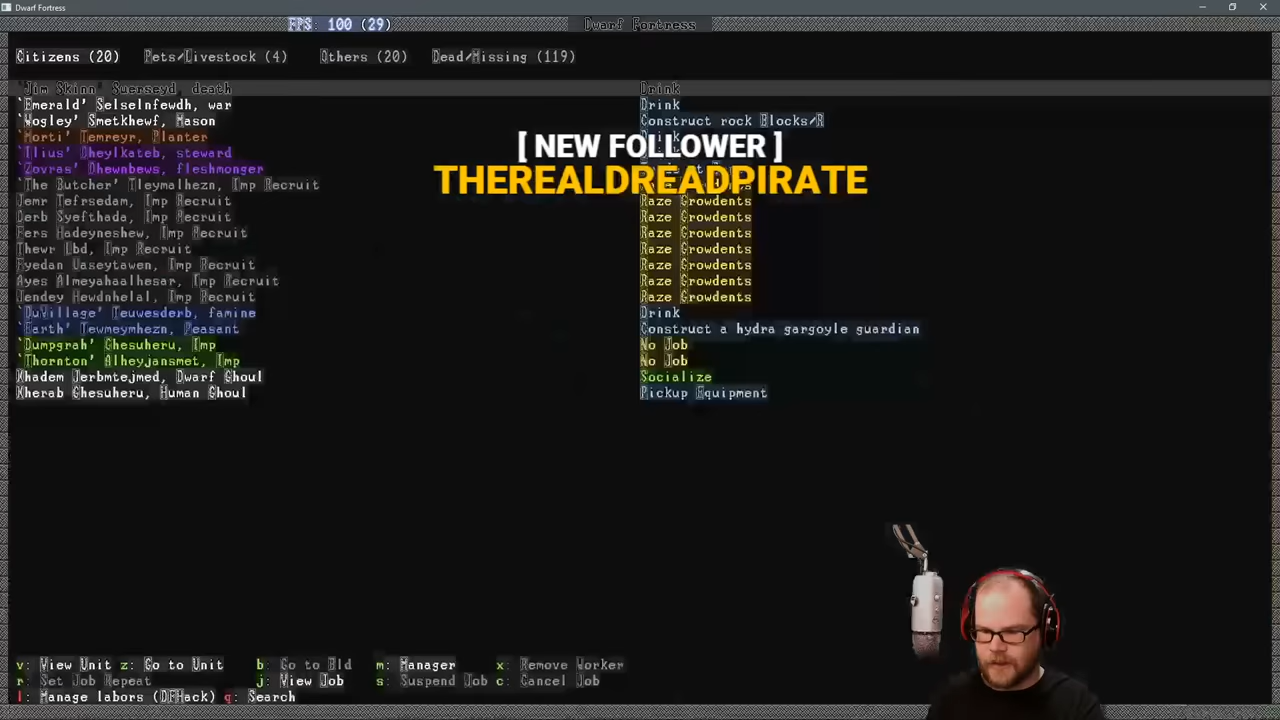 Dwarf Fortress
FPS: 100 (29)
Dwarf Fortress
Citizens (20) Pets/Livestock (4) Others (20) Dead/Missing (119)
`Jim Skinn' Suenseyd, death Drink
`Emerald' Selselnfewdh, war Drink
`Wogley' Smetkhewf, Mason Construct rock Blocks/R
[ NEW FOLLOWER ]
`Morti' Temreyr, Planter
`Ilius' Dheylkateb, steward
`Zovras' Dhewnbews, fleshmonger
THEREALDREADPIRATE
`The Butcher' Tleymalhezn, Imp Recruit
Jemr Tefrsedam, Imp Recruit Raze Growdents
Derb Syefthada, Imp Recruit Raze Growdents
Fers Hadeyneshew, Imp Recruit Raze Growdents
Thewr Ibd, Imp Recruit Raze Growdents
Ryedan Uaseytawen, Imp Recruit Raze Growdents
Ayes Almeyahaalhesar, Imp Recruit Raze Growdents
Jendey Hewdnhelal, Imp Recruit Raze Growdents
`DuVillage' Teuwesderb, famine Drink
`Earth' Tewmeymhezn, Peasant Construct a hydra gargoyle guardian
`Dumpgrah' Ghesuheru, Imp No Job
`Thornton' Alheyjansmet, Imp No Job
Khadem Jerbmtejmed, Dwarf Ghoul Socialize
Kherab Ghesuheru, Human Ghoul Pickup Equipment
v: View Unit z: Go to Unit b: Go to Bld m: Manager x: Remove Worker
r: Set Job Repeat j: View Job s: Suspend Job c: Cancel Job
l: Manage labors (DFHack) q: Search